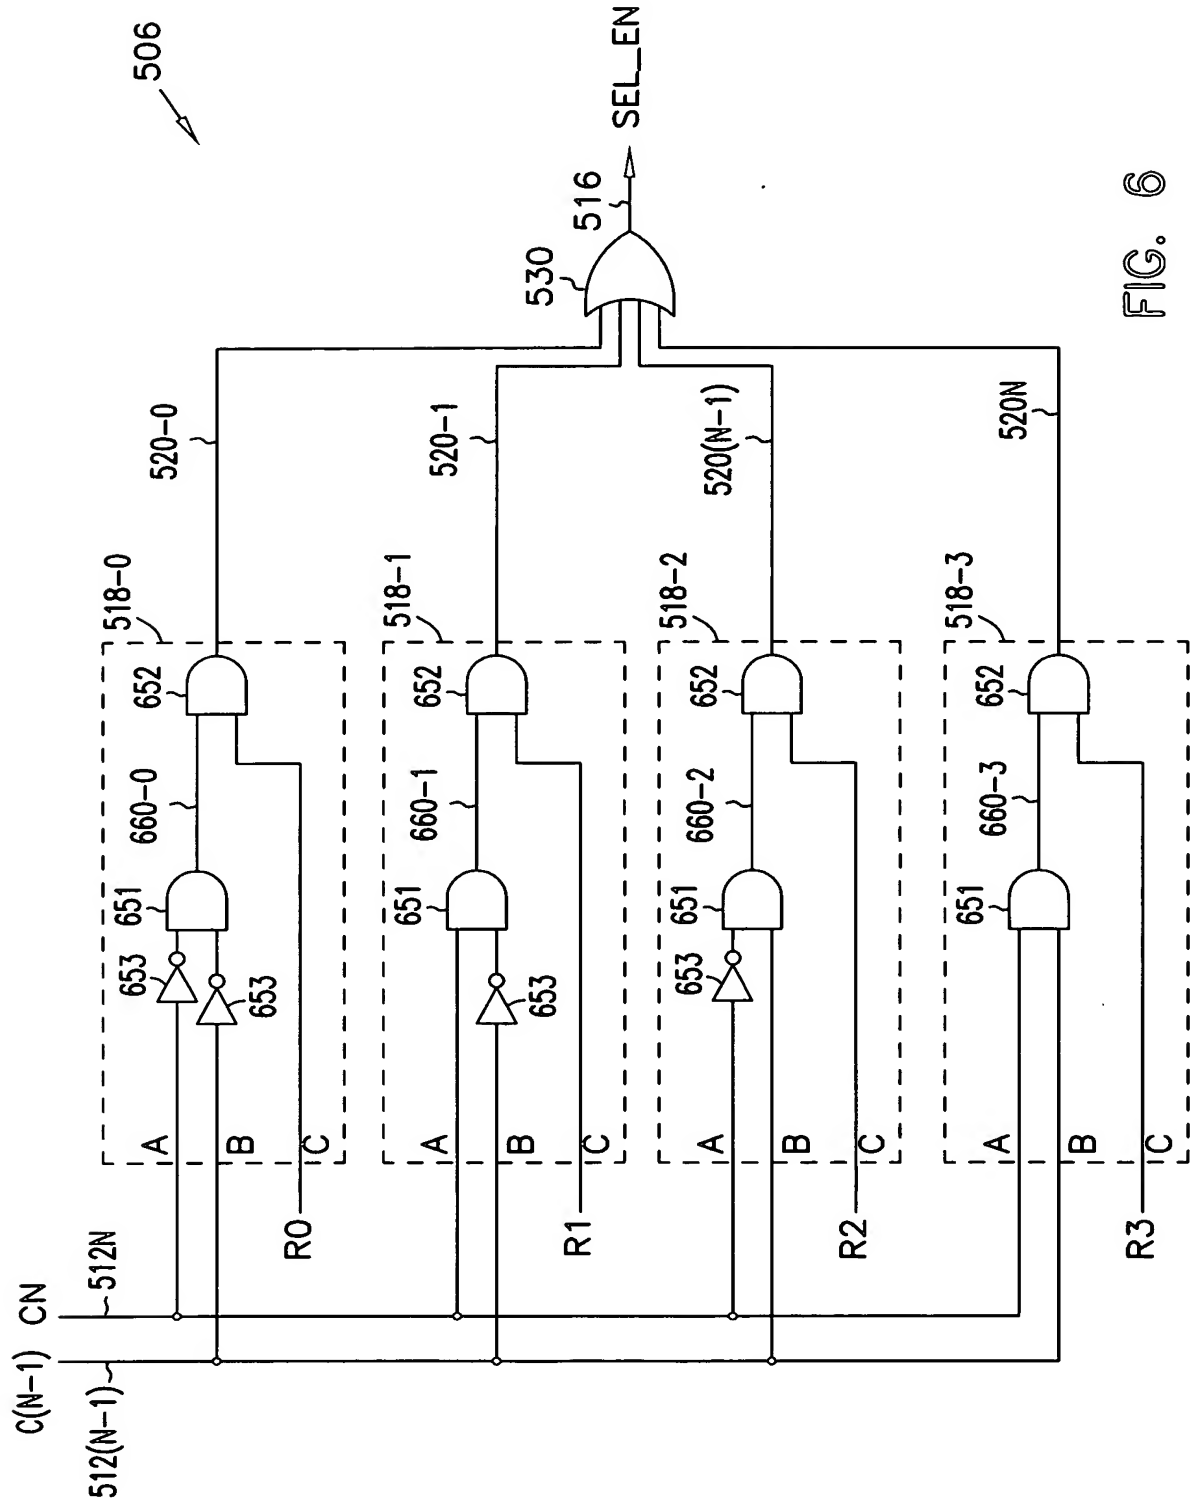 506
C(N-1)
CN
512(N-1)
512N
518-0
A
B
C
R0
653
653
651
660-0
652
520-0
518-1
A
B
C
R1
653
651
660-1
652
520-1
518-2
A
B
C
R2
653
651
660-2
652
520(N-1)
518-3
A
B
C
R3
651
660-3
652
520N
530
516
SEL_EN
FIG. 6